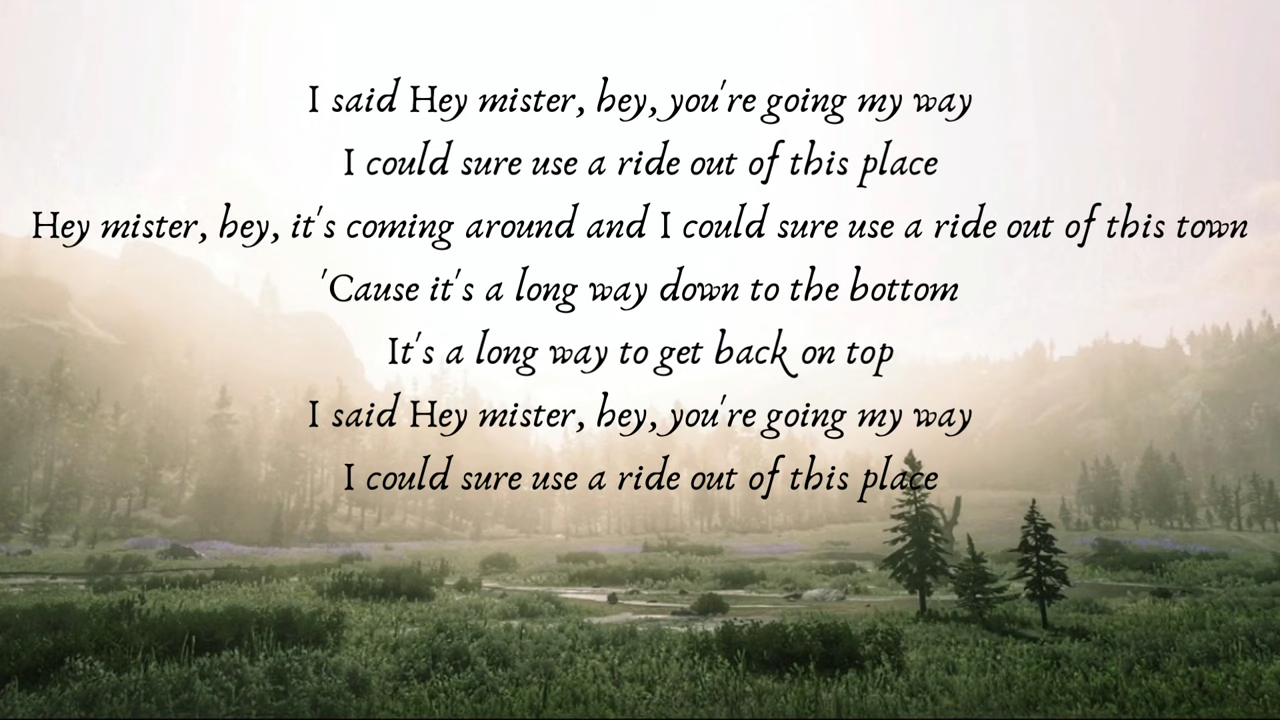 I said Hey mister, hey, you're going my way
I could sure use a ride out of this place
Hey mister, hey, it's coming around and I could sure use a ride out of this town
'Cause it's a long way down to the bottom
It's a long way to get back on top
I said Hey mister, hey, you're going my way
I could sure use a ride out of this place